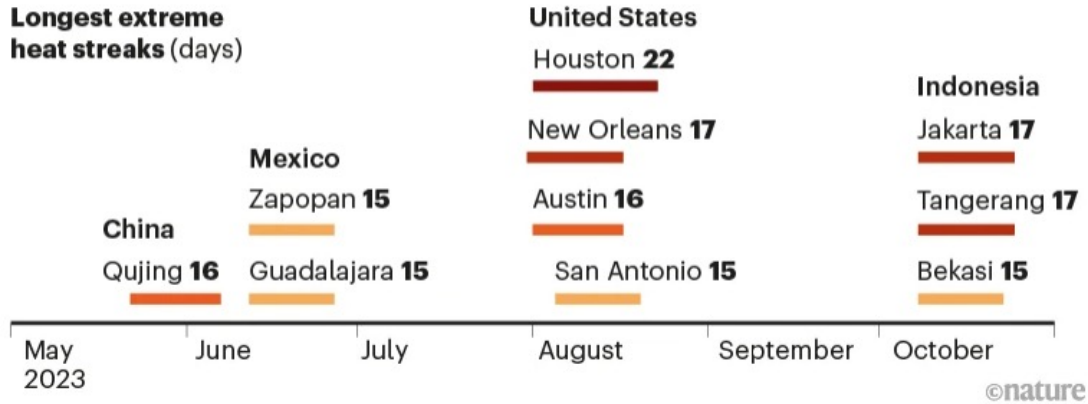 Longest extreme
heat streaks (days)
United States
Houston 22
New Orleans 17
Austin 16
San Antonio 15
Indonesia
Jakarta 17
Tangerang 17
Bekasi 15
Mexico
Zapopan 15
Guadalajara 15
China
Qujing 16
May
2023
June
July
August
September
October
©nature